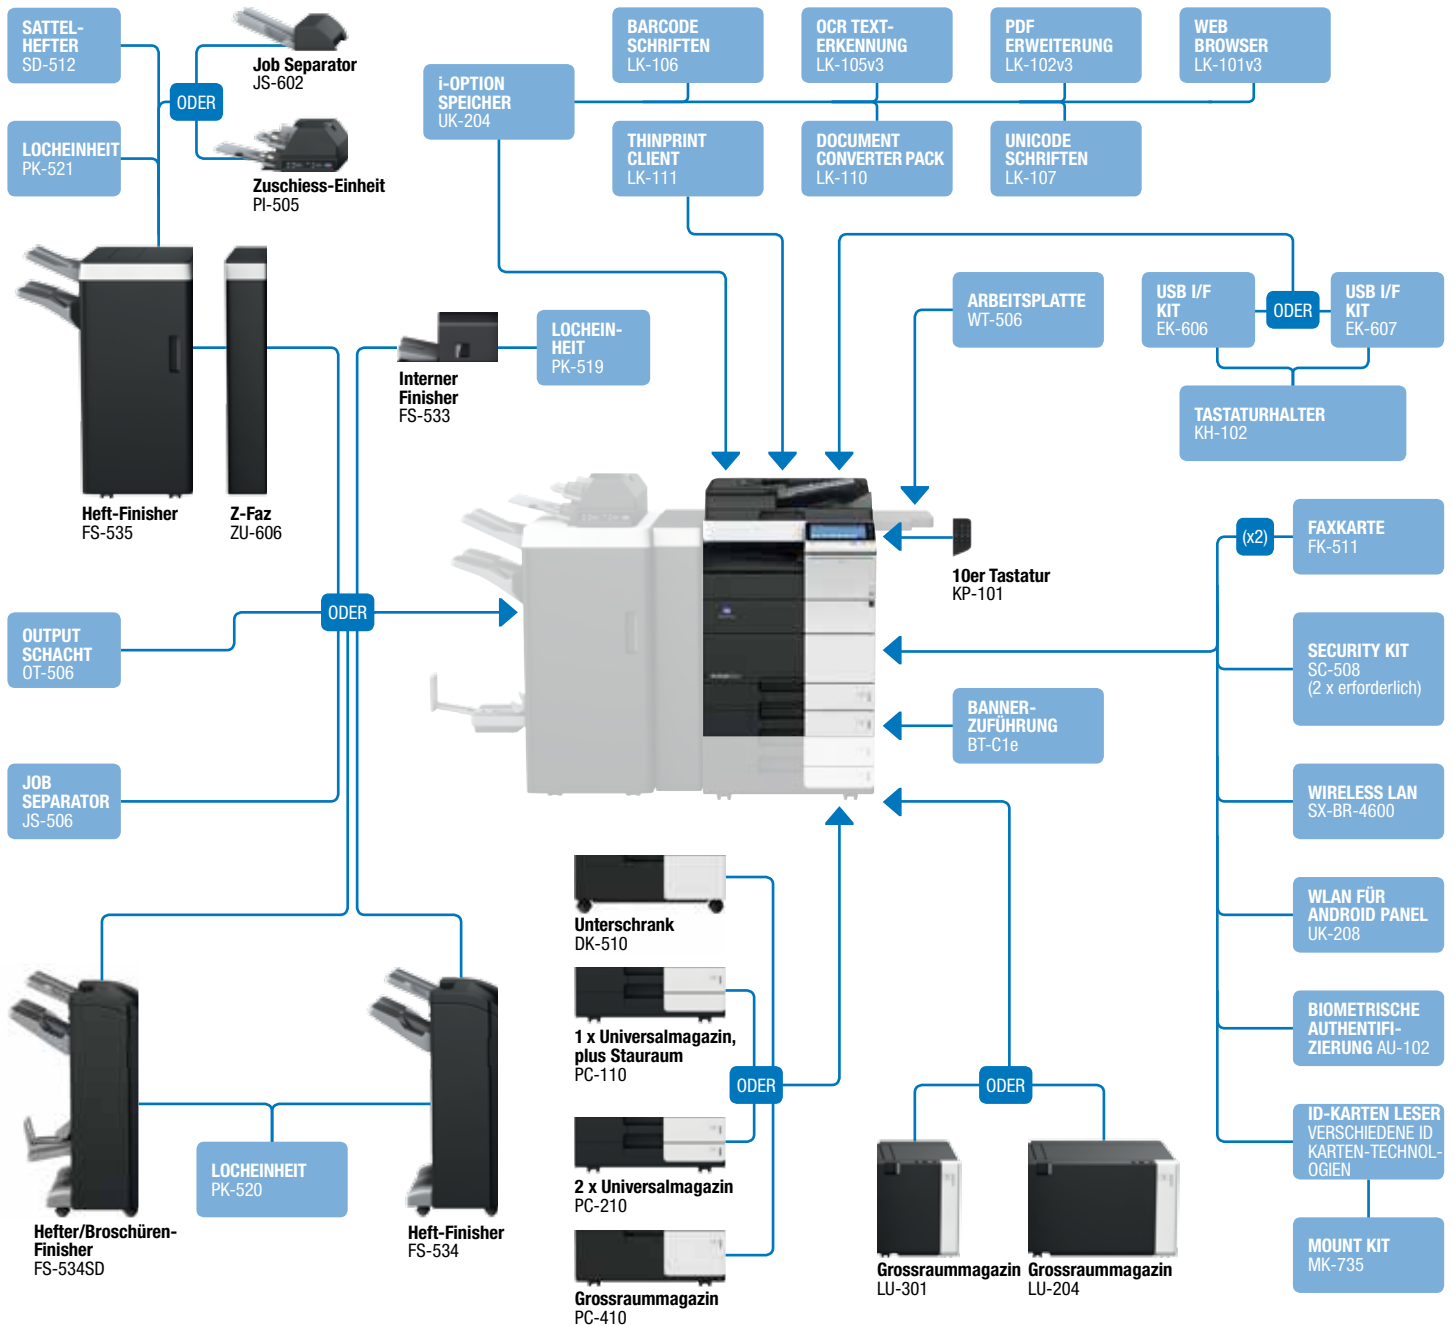 SATTEL-
HEFTER
SD-512
Job Separator
JS-602
ODER
LOCHEINHEIT
PK-521
Zuschiess-Einheit
PI-505
i-OPTION
SPEICHER
UK-204
BARCODE
SCHRIFTEN
LK-106
OCR TEXT-
ERKENNUNG
LK-105v3
PDF
ERWEITERUNG
LK-102v3
WEB
BROWSER
LK-101v3
THINPRINT
CLIENT
LK-111
DOCUMENT
CONVERTER PACK
LK-110
UNICODE
SCHRIFTEN
LK-107
Heft-Finisher
FS-535
Z-Faz
ZU-606
Interner
Finisher
FS-533
LOCHEIN-
HEIT
PK-519
ARBEITSPLATTE
WT-506
USB I/F
KIT
EK-606
ODER
USB I/F
KIT
EK-607
TASTATURHALTER
KH-102
10er Tastatur
KP-101
(x2)
FAXKARTE
FK-511
OUTPUT
SCHACHT
OT-506
ODER
SECURITY KIT
SC-508
(2 x erforderlich)
BANNER-
ZUFÜHRUNG
BT-C1e
JOB
SEPARATOR
JS-506
WIRELESS LAN
SX-BR-4600
Unterschrank
DK-510
WLAN FÜR
ANDROID PANEL
UK-208
1 x Universalmagazin,
plus Stauraum
PC-110
ODER
ODER
BIOMETRISCHE
AUTHENTIFI-
ZIERUNG AU-102
LOCHEINHEIT
PK-520
2 x Universalmagazin
PC-210
ID-KARTEN LESER
VERSCHIEDENE ID
KARTEN-TECHNOL-
OGIEN
Hefter/Broschüren-
Finisher
FS-534SD
Heft-Finisher
FS-534
Grossraummagazin
PC-410
Grossraummagazin
LU-301
Grossraummagazin
LU-204
MOUNT KIT
MK-735